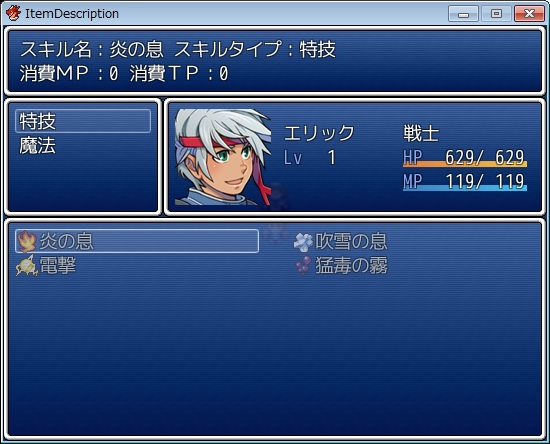 ItemDescription
スキル名：炎の息 スキルタイプ：特技
消費ＭＰ：0 消費ＴＰ：0
特技
魔法
エリック 戦士
Lv 1 HP 629/ 629
MP 119/ 119
炎の息 吹雪の息
電撃 猛毒の霧